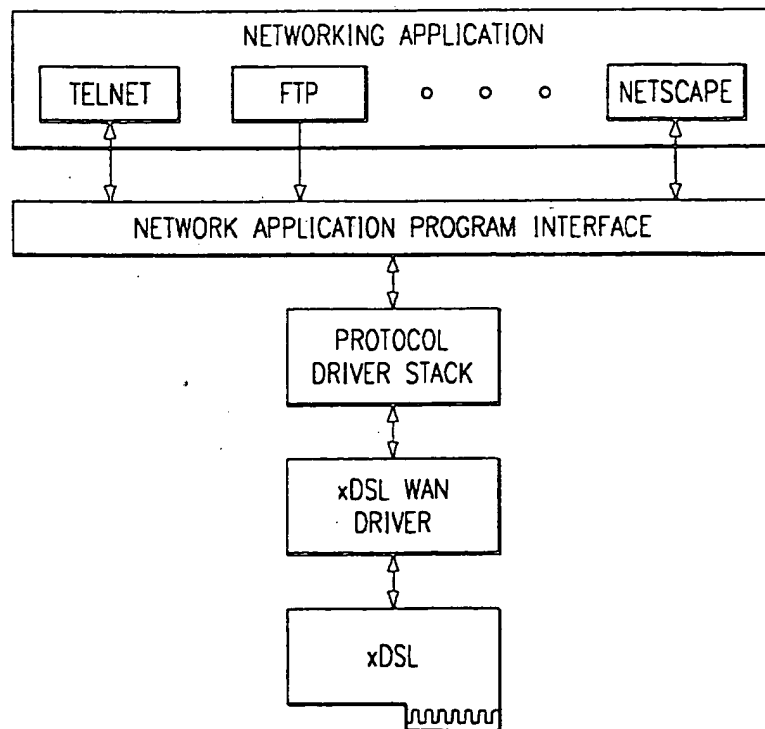 NETWORKING APPLICATION
TELNET
FTP
NETSCAPE
NETWORK APPLICATION PROGRAM INTERFACE
PROTOCOL
DRIVER STACK
xDSL WAN
DRIVER
xDSL